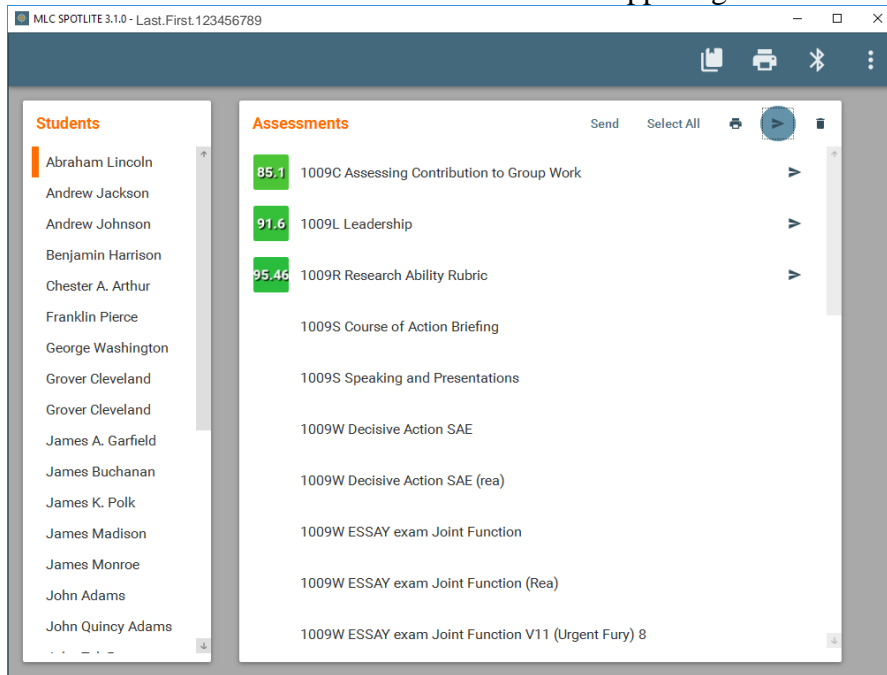 MLC SPOTLITE 3.1.0 - Last.First.123456789
Students
Abraham Lincoln
Andrew Jackson
Andrew Johnson
Benjamin Harrison
Chester A. Arthur
Franklin Pierce
George Washington
Grover Cleveland
Grover Cleveland
James A. Garfield
James Buchanan
James K. Polk
James Madison
James Monroe
John Adams
John Quincy Adams
Assessments
Send Select All
85.1 1009C Assessing Contribution to Group Work
91.6 1009L Leadership
95.46 1009R Research Ability Rubric
1009S Course of Action Briefing
1009S Speaking and Presentations
1009W Decisive Action SAE
1009W Decisive Action SAE (rea)
1009W ESSAY exam Joint Function
1009W ESSAY exam Joint Function (Rea)
1009W ESSAY exam Joint Function V11 (Urgent Fury) 8